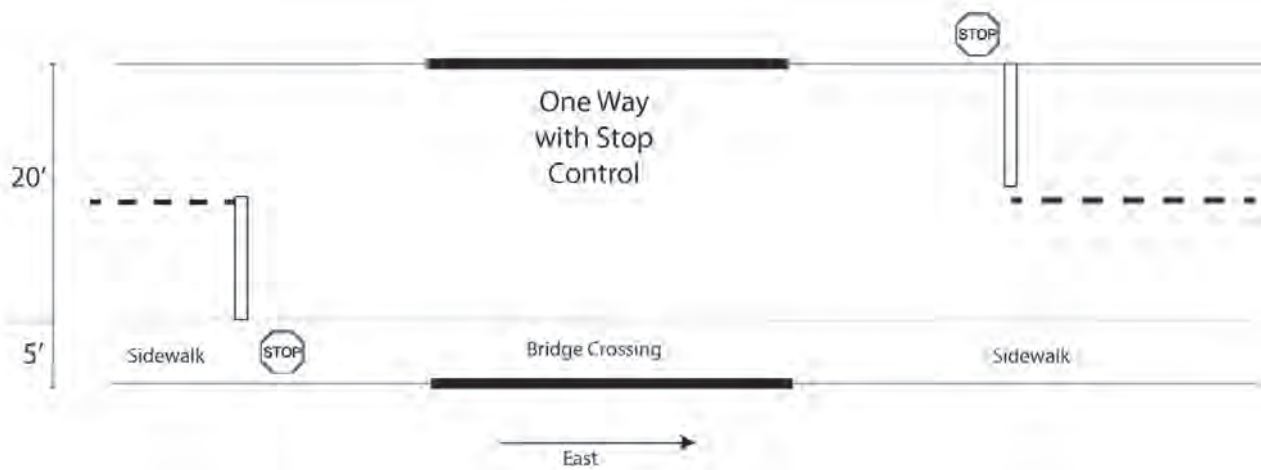 STOP
One Way
with Stop
Control
20'
5'
Sidewalk
STOP
Bridge Crossing
Sidewalk
East